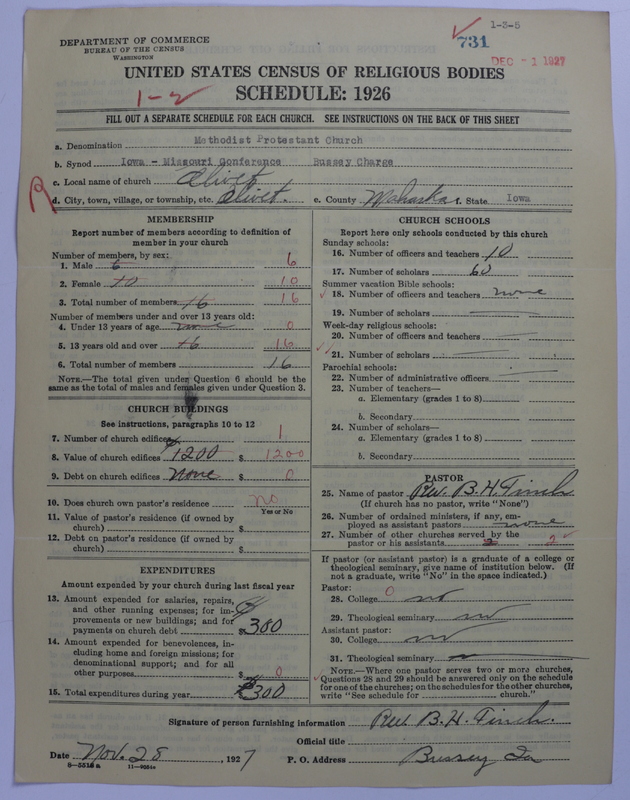 1-3-5
731
DEC -1 1927
DEPARTMENT OF COMMERCE
BUREAU OF THE CENSUS
WASHINGTON
UNITED STATES CENSUS OF RELIGIOUS BODIES
1-2
SCHEDULE: 1926
FILL OUT A SEPARATE SCHEDULE FOR EACH CHURCH. SEE INSTRUCTIONS ON THE BACK OF THIS SHEET
a. Denomination Methodist Protestant Church
b. Synod Iowa - Missouri Conference Bussey Charge
c. Local name of church Olivet
d. City, town, village, or township, etc. Olivet. e. County Mahaska f. State Iowa
MEMBERSHIP
Report number of members according to definition of member in your church
Number of members, by sex:
1. Male 6 6
2. Female 10 10
3. Total number of members 16 16
Number of members under and over 13 years old:
4. Under 13 years of age none 0
5. 13 years old and over 16 16
6. Total number of members 16
NOTE.—The total given under Question 6 should be the
same as the total of males and females given under Question 3.
CHURCH BUILDINGS
See instructions, paragraphs 10 to 12
7. Number of church edifices 1
8. Value of church edifices 1200 $ 1200
9. Debt on church edifices None $ 0
10. Does church own pastor's residence? no
Yes or No
11. Value of pastor's residence (if owned by
church) $
12. Debt on pastor's residence (if owned by
church) $
EXPENDITURES
Amount expended by your church during last fiscal year
13. Amount expended for salaries, repairs,
and other running expenses; for im-
provements or new buildings; and for
payments on church debt $300
14. Amount expended for benevolences, in-
cluding home and foreign missions; for
denominational support; and for all
other purposes $ 0
15. Total expenditures during year $300
CHURCH SCHOOLS
Report here only schools conducted by this church
Sunday schools:
16. Number of officers and teachers 10
17. Number of scholars 60
Summer vacation Bible schools:
18. Number of officers and teachers none
19. Number of scholars
Week-day religious schools:
20. Number of officers and teachers
21. Number of scholars
Parochial schools:
22. Number of administrative officers
23. Number of teachers—
a. Elementary (grades 1 to 8)
b. Secondary
24. Number of scholars—
a. Elementary (grades 1 to 8)
b. Secondary
PASTOR
25. Name of pastor Rev. B. H. Finch
(If church has no pastor, write "None")
26. Number of ordained ministers, if any, em-
ployed as assistant pastors none
27. Number of other churches served by the
pastor or his assistants 2 2
If pastor (or assistant pastor) is a graduate of a college or
theological seminary, give name of institution below. (If
not a graduate, write "No" in the space indicated.)
Pastor:
28. College 0 no
29. Theological seminary no
Assistant pastor:
30. College no
31. Theological seminary
NOTE.—Where one pastor serves two or more churches,
Questions 28 and 29 should be answered only on the schedule
for one of the churches; on the schedules for the other churches,
write "See schedule for church."
Signature of person furnishing information Rev. B. H. Finch.
Official title
Date Nov. 28, 1927 P. O. Address Bussey Ia
8-5516a 11-9564